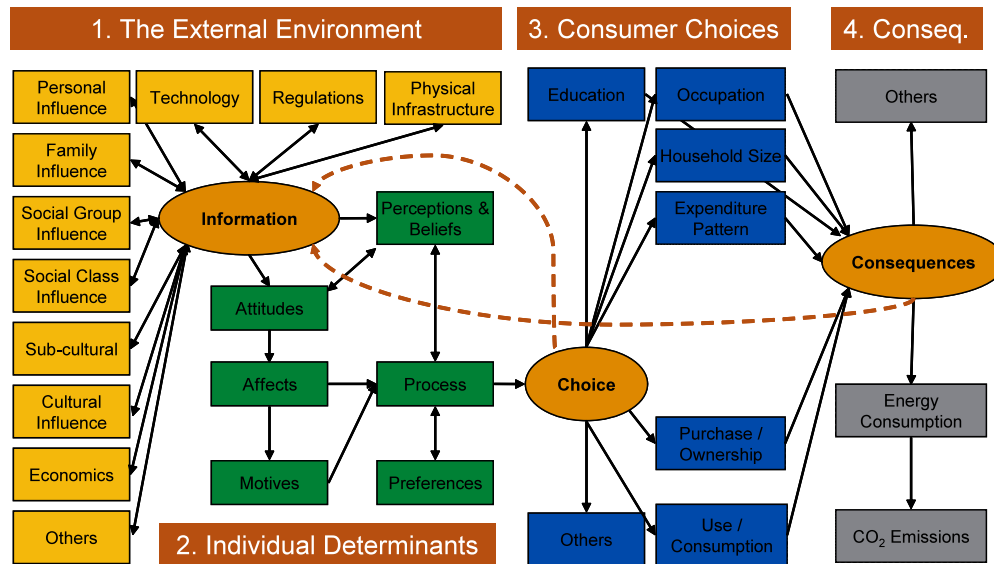 1. The External Environment
3. Consumer Choices
4. Conseq.
Personal
Influence
Technology
Regulations
Physical
Infrastructure
Education
Occupation
Others
Family
Influence
Household Size
Social Group
Influence
Information
Perceptions &
Beliefs
Expenditure
Pattern
Social Class
Influence
Consequences
Attitudes
Sub-cultural
Affects
Process
Choice
Cultural
Influence
Energy
Consumption
Purchase /
Ownership
Economics
Motives
Preferences
Others
2. Individual Determinants
Others
Use /
Consumption
CO₂ Emissions